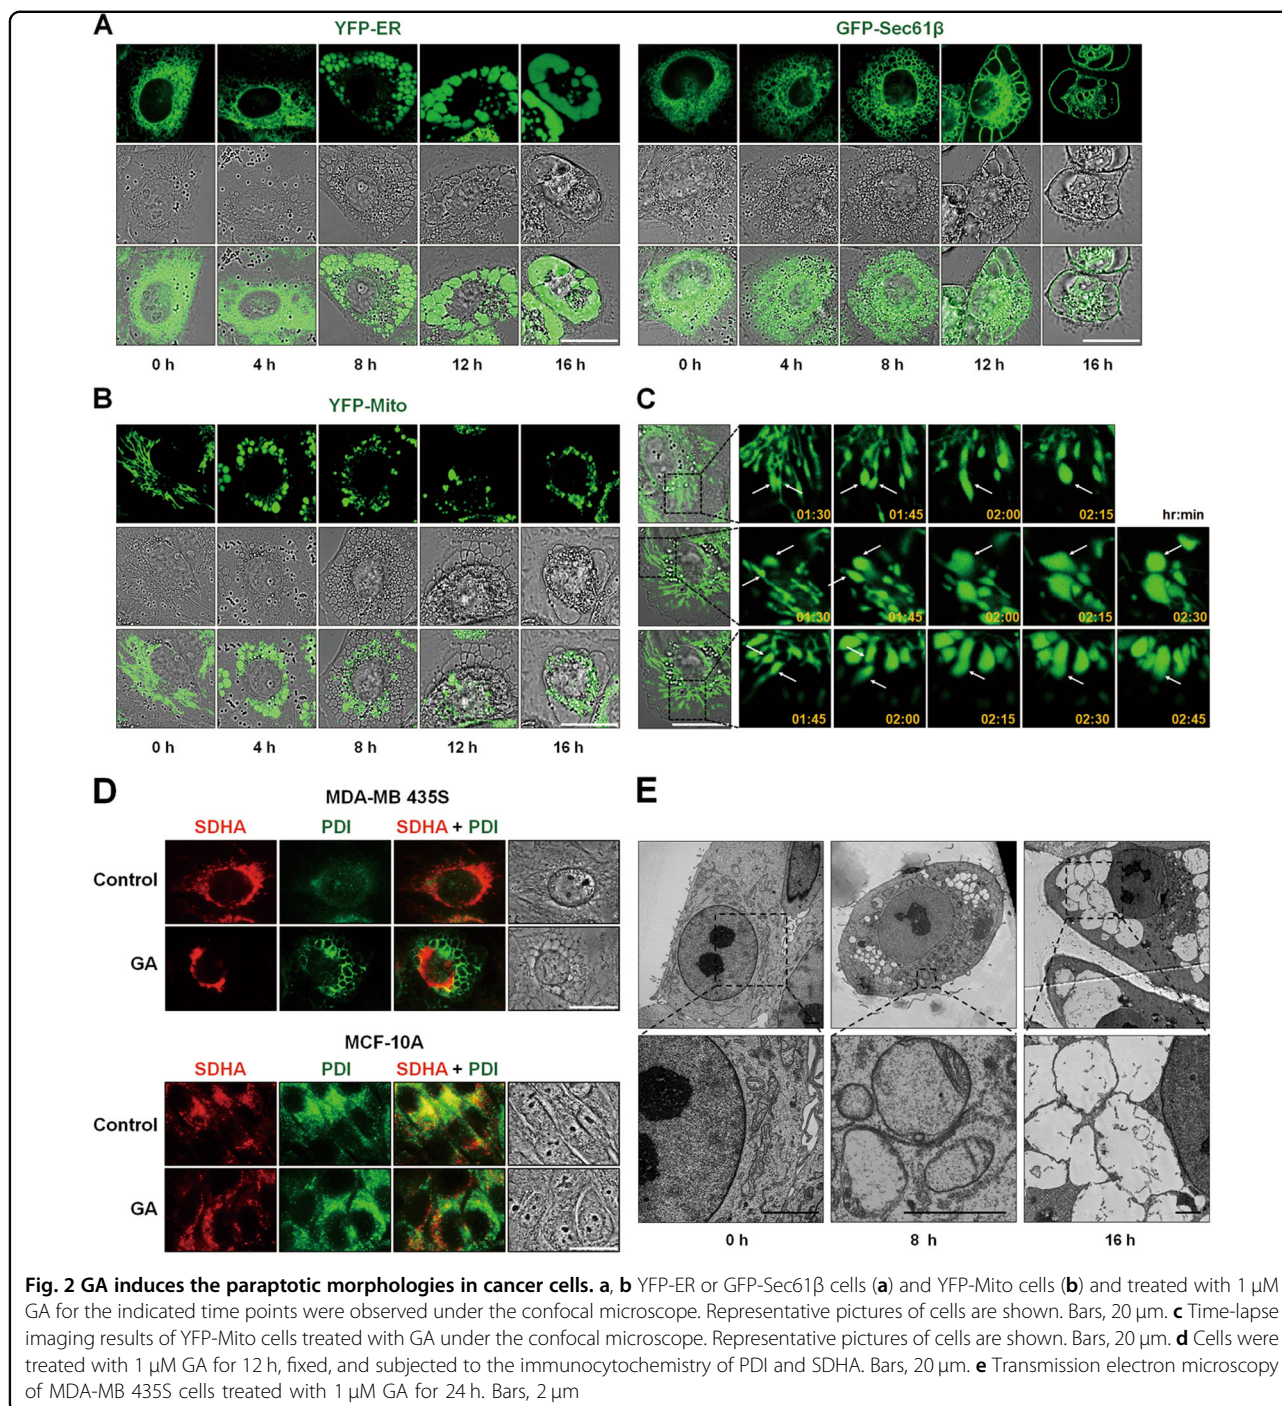 A
YFP-ER
GFP-Sec61β
0 h 4 h 8 h 12 h 16 h
0 h 4 h 8 h 12 h 16 h
B
YFP-Mito
0 h 4 h 8 h 12 h 16 h
C
01:30 01:45 02:00 02:15 hr:min
01:30 01:45 02:00 02:15 02:30
01:45 02:00 02:15 02:30 02:45
D
MDA-MB 435S
SDHA PDI SDHA + PDI
Control
GA
MCF-10A
SDHA PDI SDHA + PDI
Control
GA
E
0 h 8 h 16 h
Fig. 2 GA induces the paraptotic morphologies in cancer cells. a, b YFP-ER or GFP-Sec61β cells (a) and YFP-Mito cells (b) and treated with 1 μM
GA for the indicated time points were observed under the confocal microscope. Representative pictures of cells are shown. Bars, 20 μm. c Time-lapse
imaging results of YFP-Mito cells treated with GA under the confocal microscope. Representative pictures of cells are shown. Bars, 20 μm. d Cells were
treated with 1 μM GA for 12 h, fixed, and subjected to the immunocytochemistry of PDI and SDHA. Bars, 20 μm. e Transmission electron microscopy
of MDA-MB 435S cells treated with 1 μM GA for 24 h. Bars, 2 μm